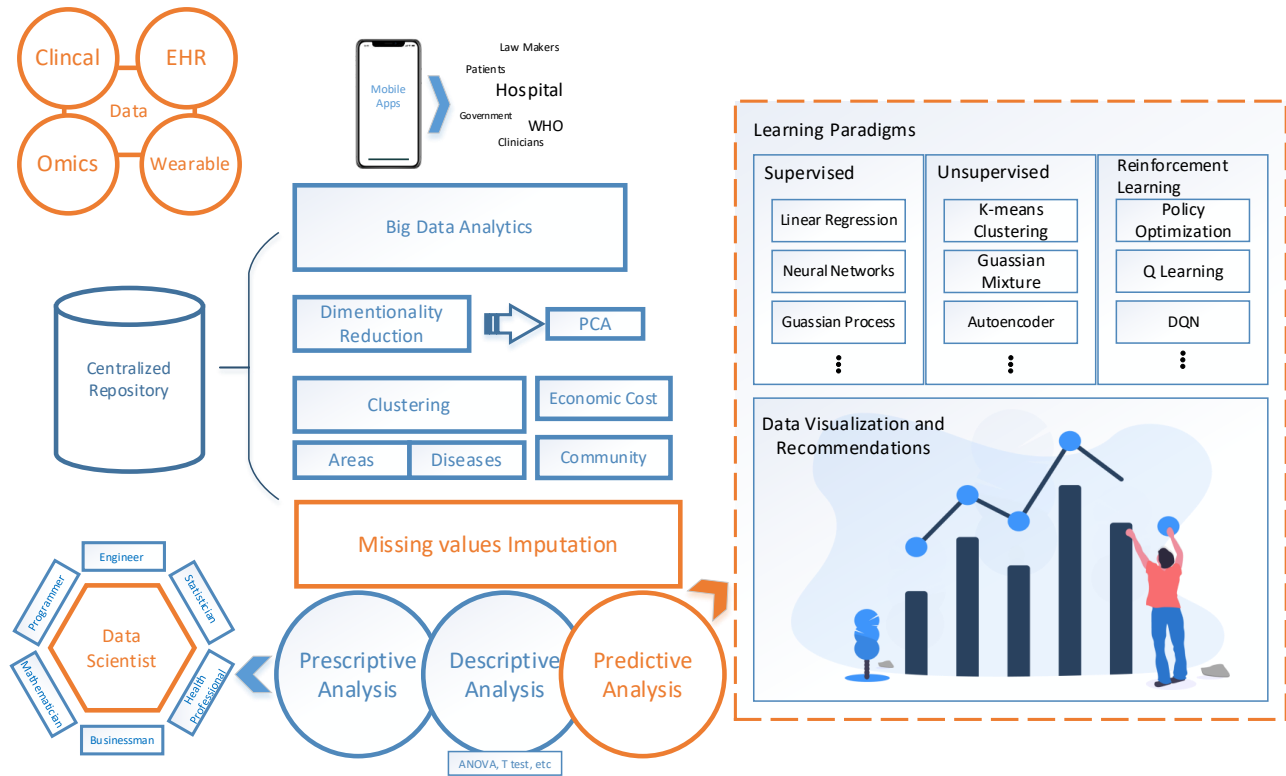 Clincal
EHR
Data
Omics
Wearable
Mobile
Apps
Law Makers
Patients
Hospital
Government
WHO
Clinicians
Big Data Analytics
Dimentionality
Reduction
PCA
Centralized
Repository
Clustering
Economic Cost
Areas
Diseases
Community
Missing values Imputation
Engineer
Programmer
Statistician
Data
Scientist
Mathematician
Health
Professional
Businessman
Prescriptive
Analysis
Descriptive
Analysis
Predictive
Analysis
ANOVA, T test, etc
Learning Paradigms
Supervised
Linear Regression
Neural Networks
Guassian Process
Unsupervised
K-means
Clustering
Guassian
Mixture
Autoencoder
Reinforcement
Learning
Policy
Optimization
Q Learning
DQN
Data Visualization and
Recommendations